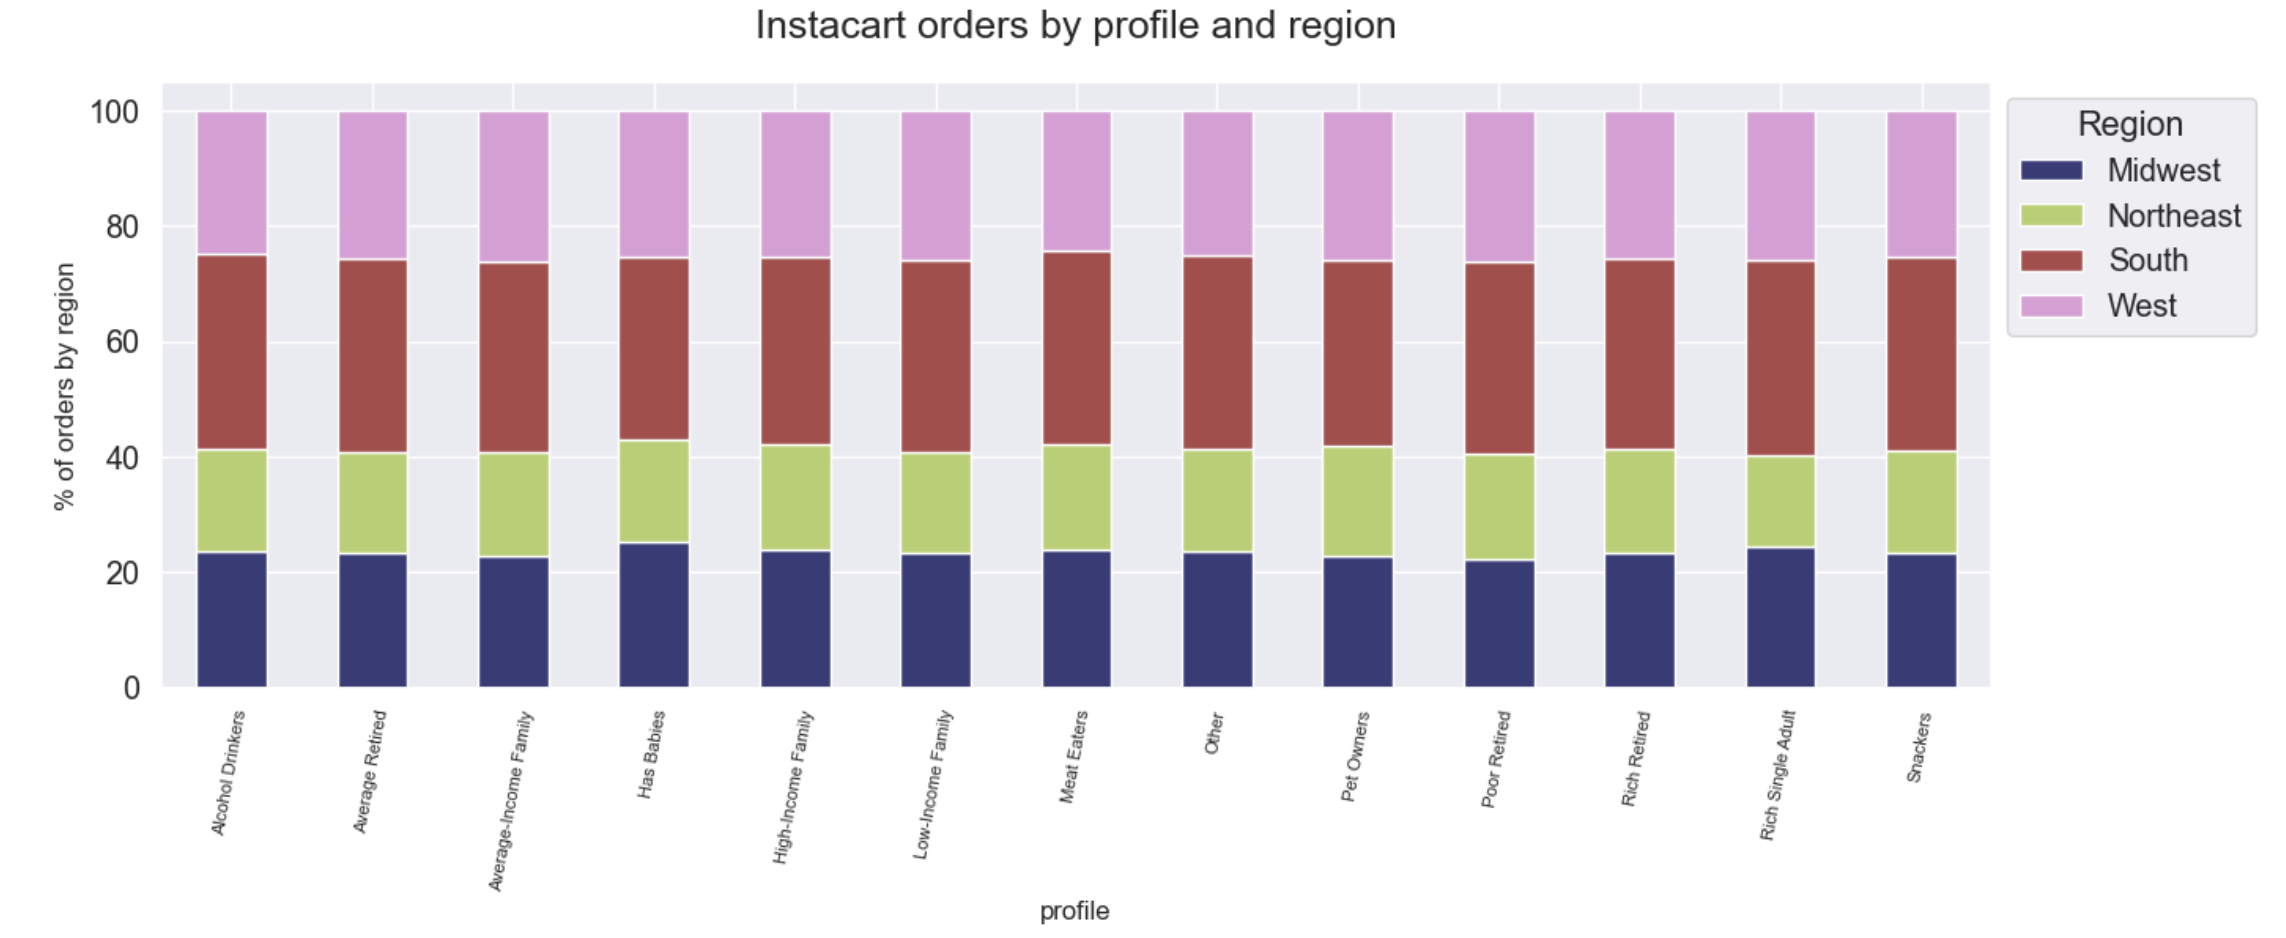 Instacart orders by profile and region
% of orders by region
100
80
60
40
20
0
Alcohol Drinkers
Average Retired
Average-Income Family
Has Babies
High-Income Family
Low-Income Family
Meat Eaters
Other
Pet Owners
Poor Retired
Rich Retired
Rich Single Adult
Snackers
profile
Region
Midwest
Northeast
South
West